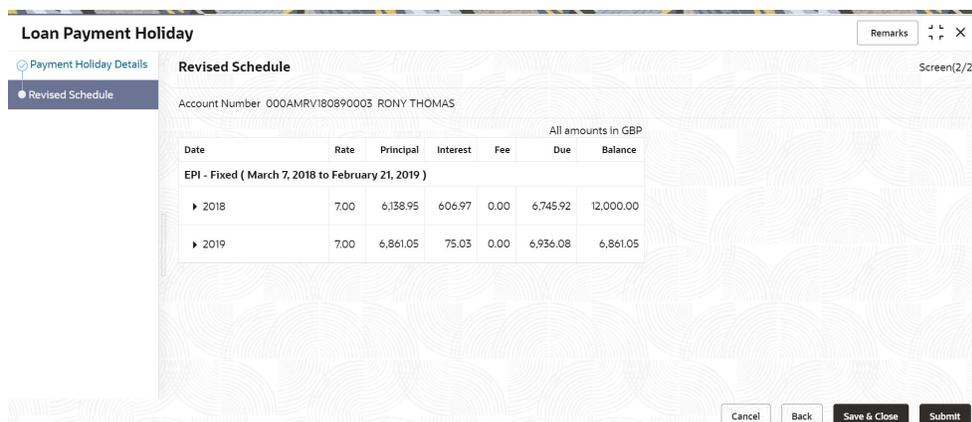 Loan Payment Holiday
Remarks
Payment Holiday Details
Revised Schedule
Revised Schedule
Screen(2/2
Account Number 000AMRV180890003 RONY THOMAS
All amounts in GBP
Date Rate Principal Interest Fee Due Balance
EPI - Fixed ( March 7, 2018 to February 21, 2019 )
2018 7.00 6,138.95 606.97 0.00 6,745.92 12,000.00
2019 7.00 6,861.05 75.03 0.00 6,936.08 6,861.05
Cancel Back Save & Close Submit